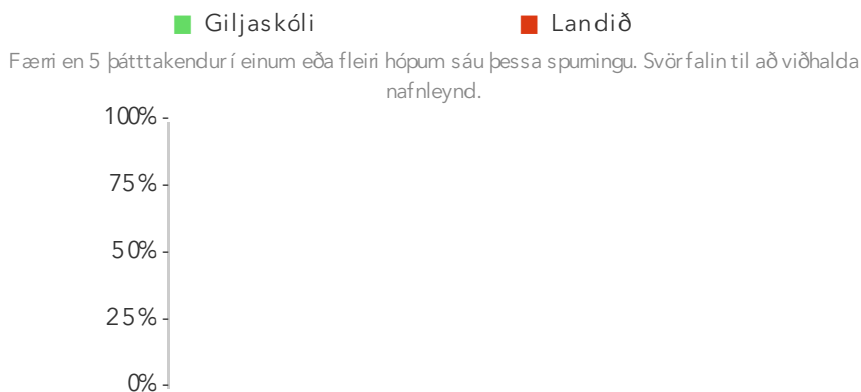 Giljaskóli Landið
Færri en 5 þátttakendur í einum eða fleiri hópum sáu þessa spurningu. Svör falin til að viðhalda
nafnleynd.
100%
75%
50%
25%
0%